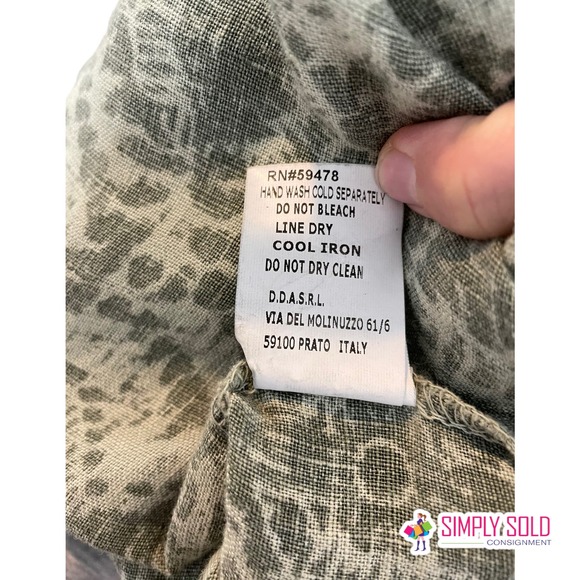 RN#59478
HAND WASH COLD SEPARATELY
DO NOT BLEACH
LINE DRY
COOL IRON
DO NOT DRY CLEAN
D.D.A.S.R.L.
VIA DEL MOLINUZZO 61/6
59100 PRATO ITALY
SIMPLY SOLD
CONSIGNMENT